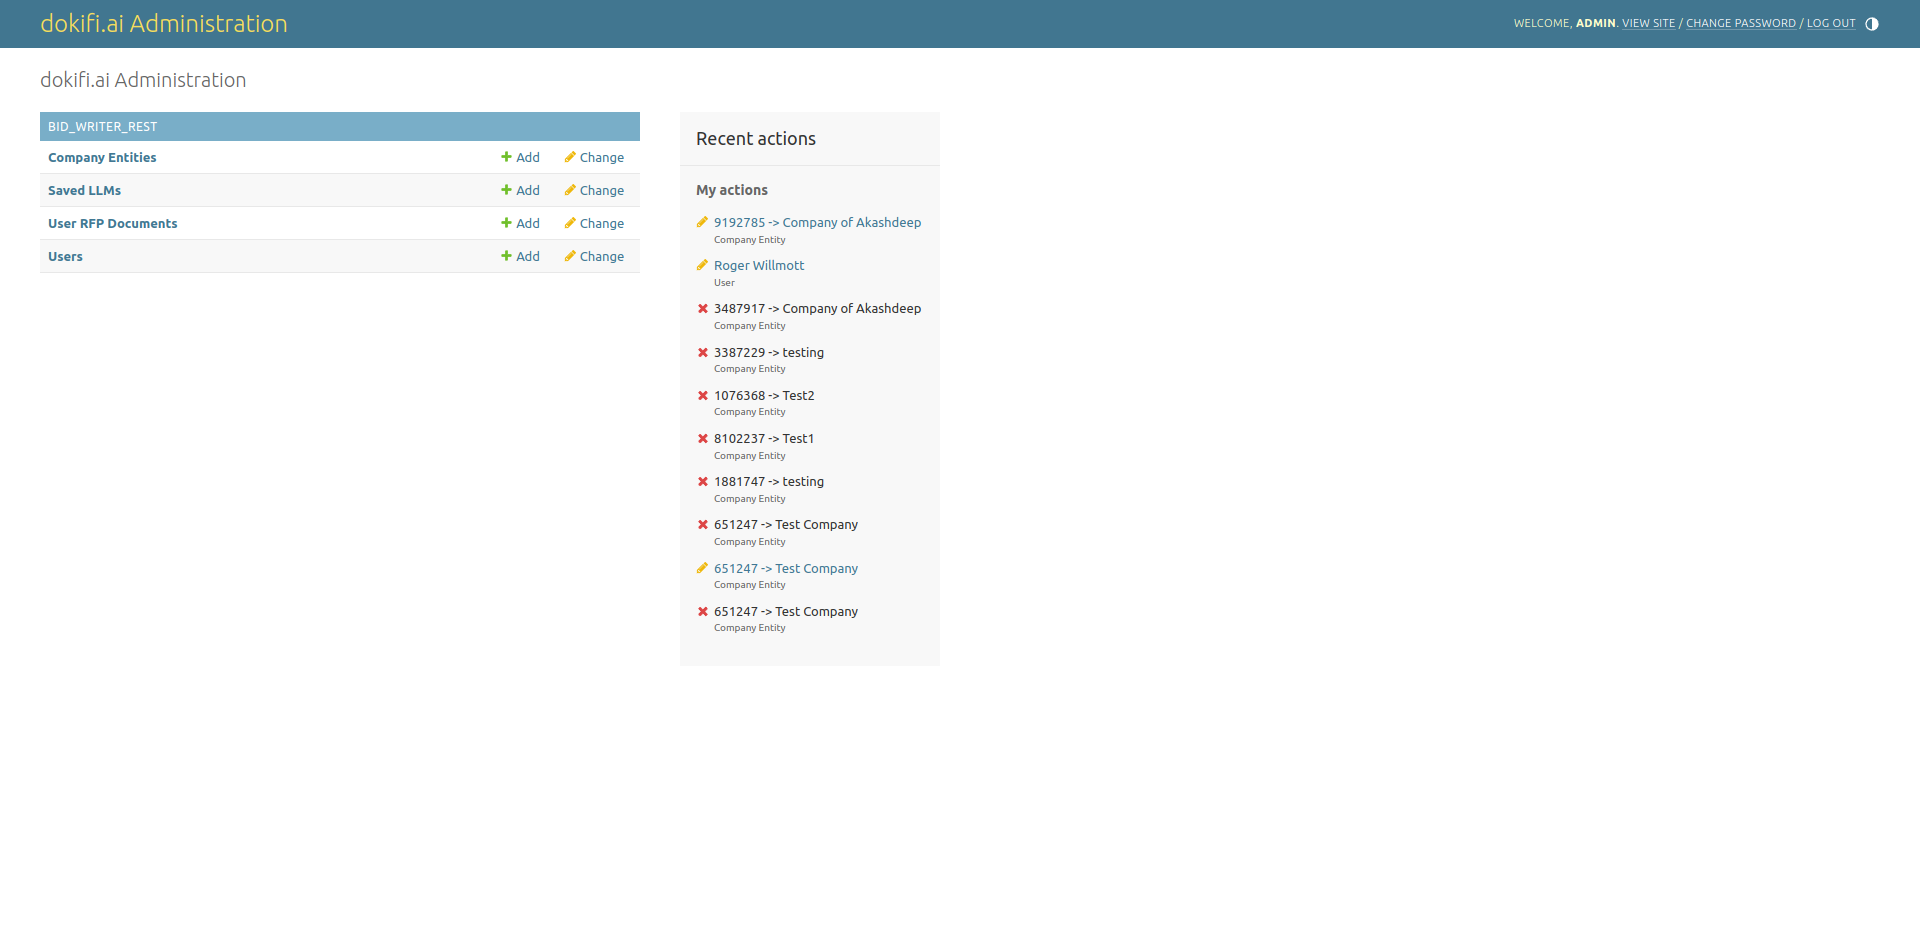 dokifi.ai Administration
WELCOME, ADMIN. VIEW SITE / CHANGE PASSWORD / LOG OUT
dokifi.ai Administration
BID_WRITER_REST
Company Entities Add Change
Saved LLMs Add Change
User RFP Documents Add Change
Users Add Change
Recent actions
My actions
9192785 -> Company of Akashdeep
Company Entity
Roger Willmott
User
3487917 -> Company of Akashdeep
Company Entity
3387229 -> testing
Company Entity
1076368 -> Test2
Company Entity
8102237 -> Test1
Company Entity
1881747 -> testing
Company Entity
651247 -> Test Company
Company Entity
651247 -> Test Company
Company Entity
651247 -> Test Company
Company Entity